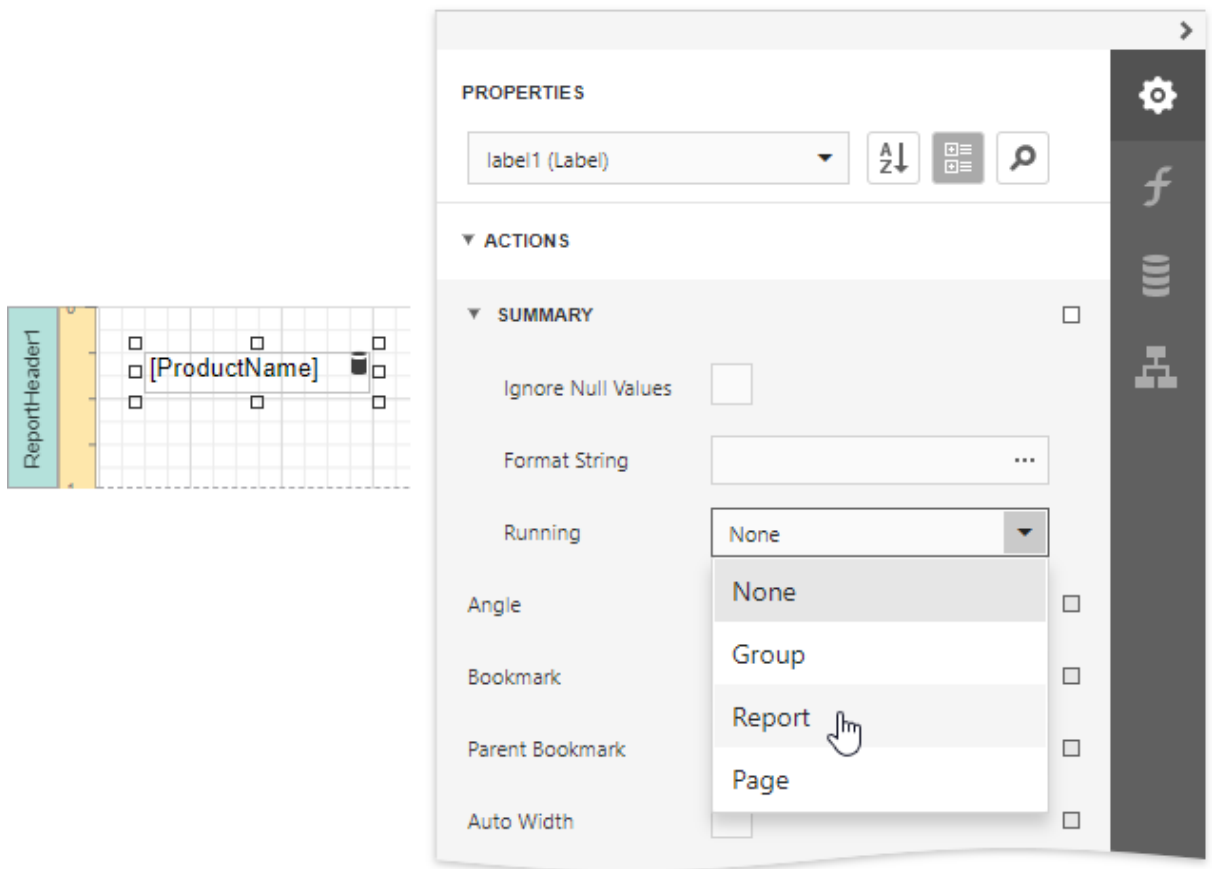 PROPERTIES
label1 (Label)
A
Z
ACTIONS
SUMMARY
ReportHeader1
0
[ProductName]
Ignore Null Values
Format String
...
Running
None
Angle
None
Group
Bookmark
Report
Parent Bookmark
Page
Auto Width